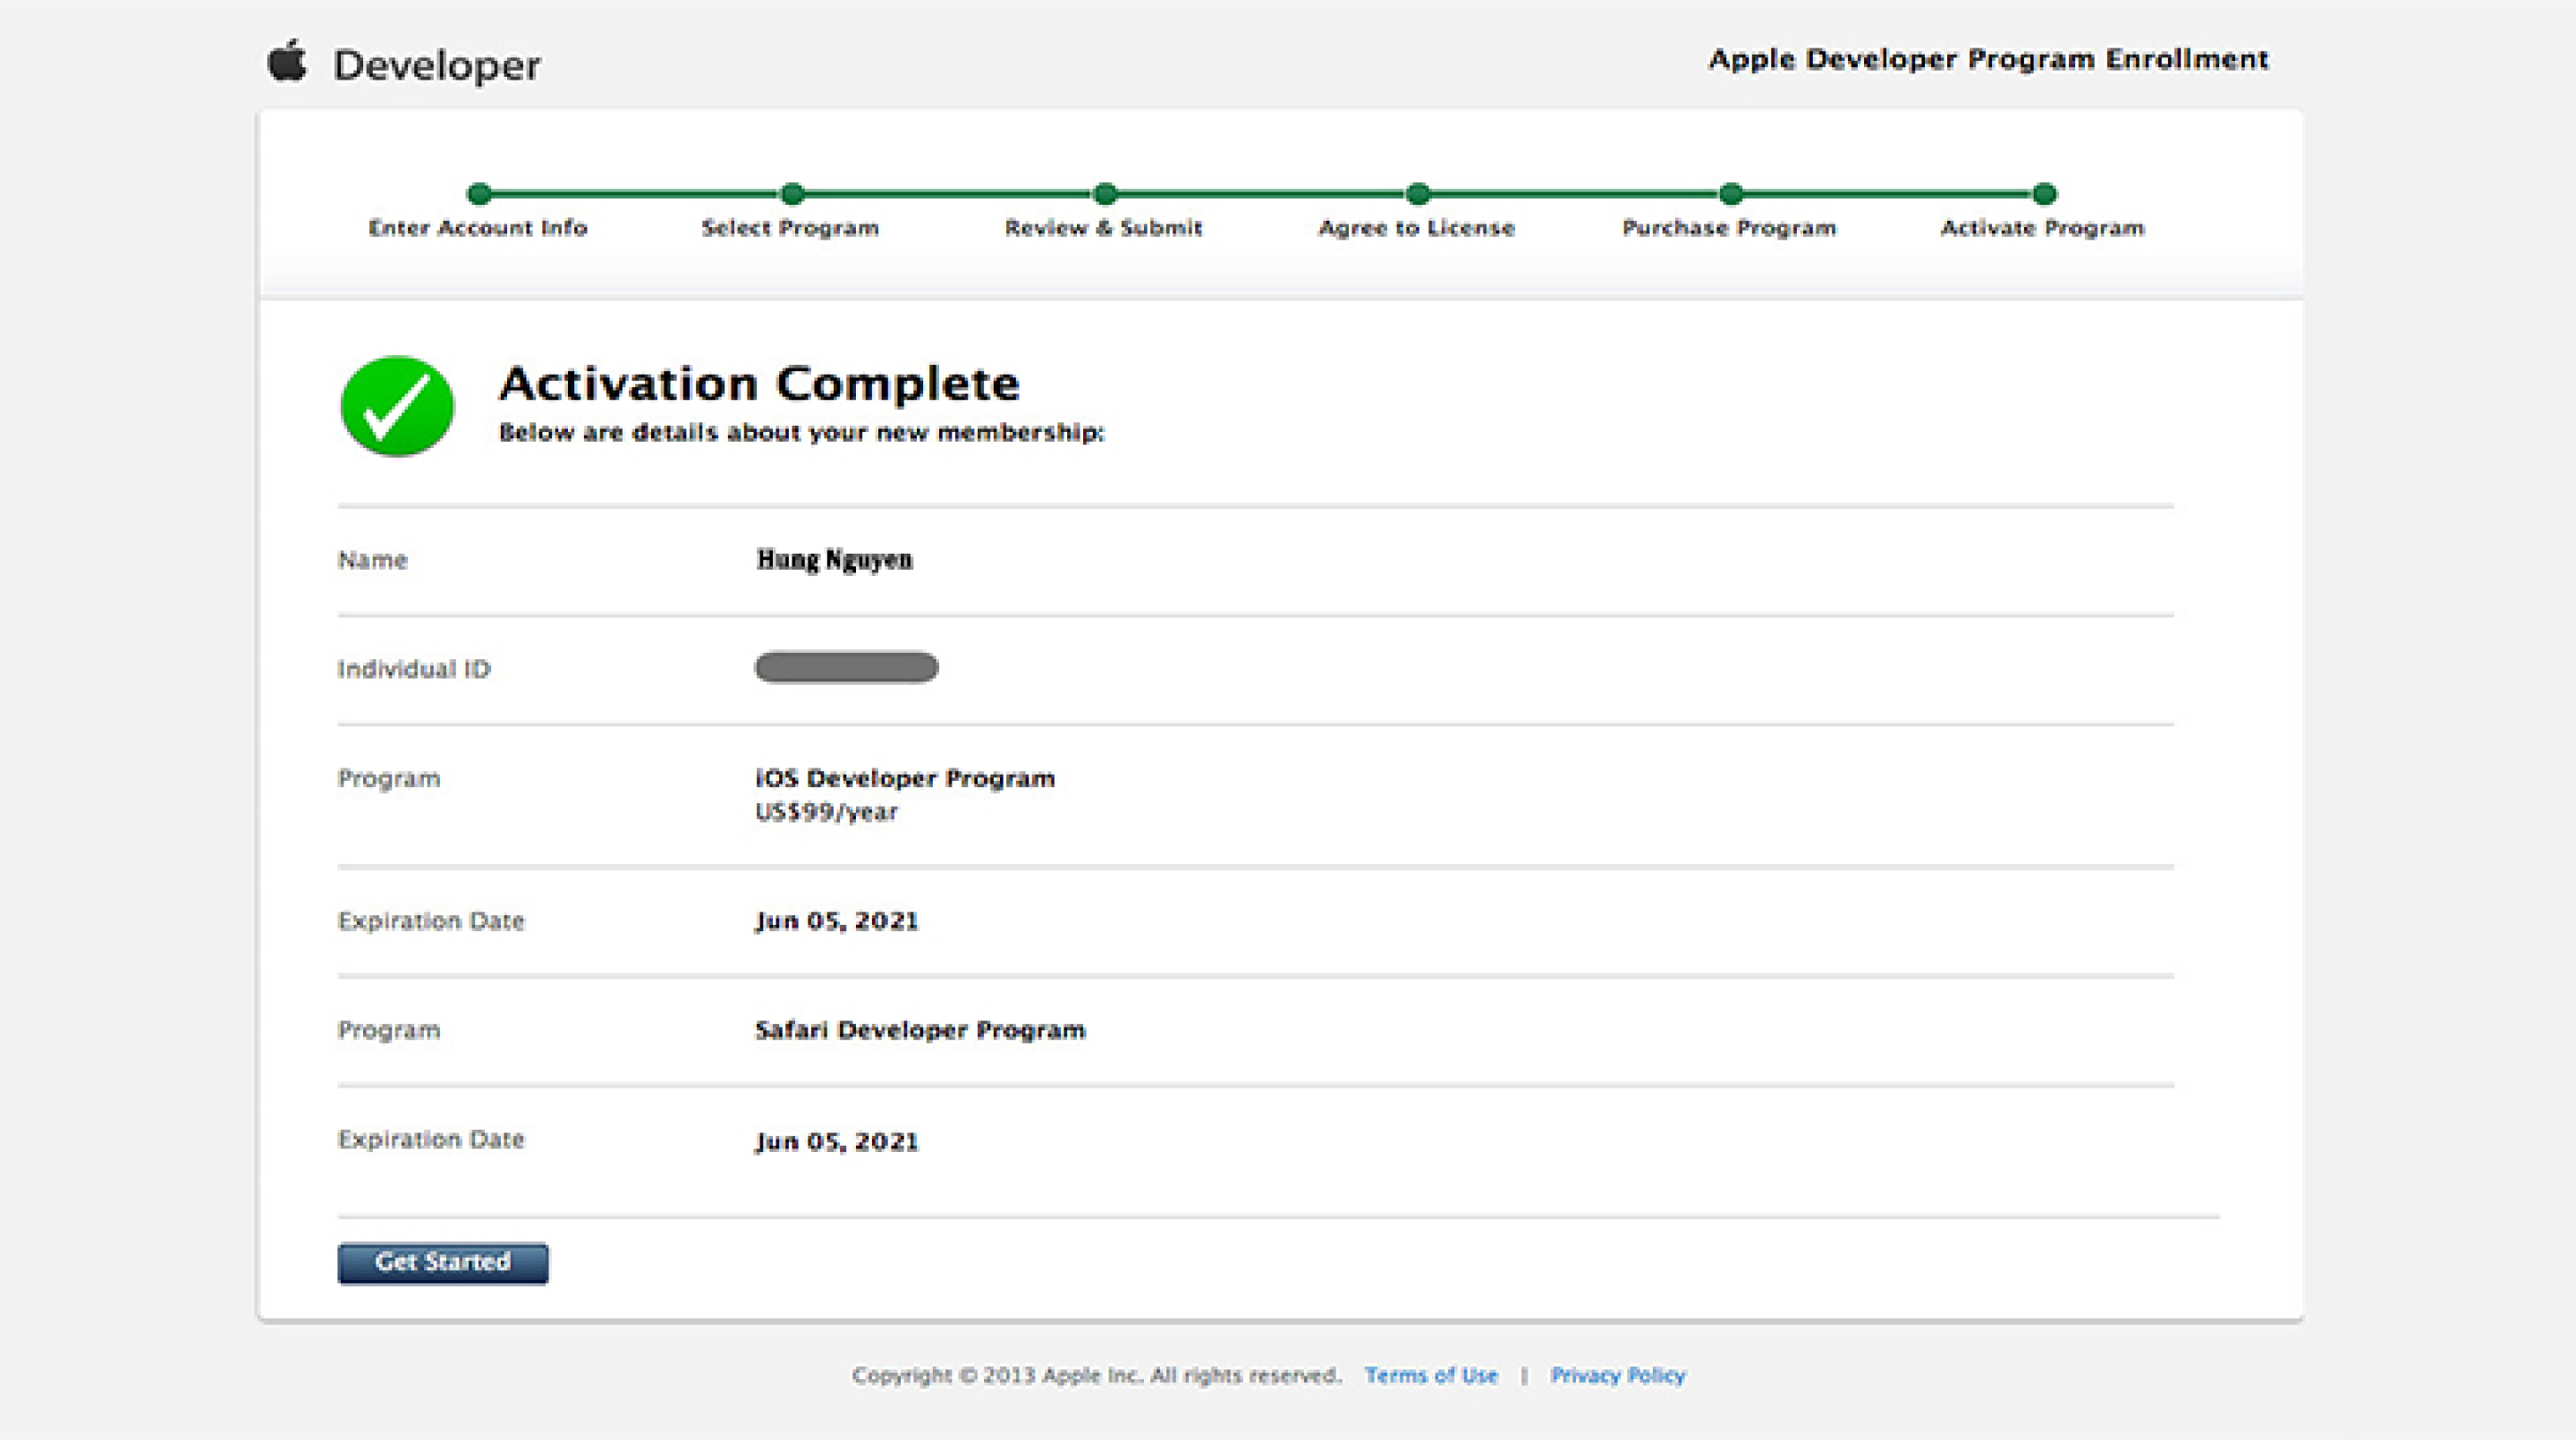 Developer
Apple Developer Program Enrollment
Enter Account Info
Select Program
Review & Submit
Agree to License
Purchase Program
Activate Program
Activation Complete
Below are details about your new membership:
Name Hung Nguyen
Individual ID
Program iOS Developer Program
US$99/year
Expiration Date Jun 05, 2021
Program Safari Developer Program
Expiration Date Jun 05, 2021
Get Started
Copyright © 2013 Apple Inc. All rights reserved. Terms of Use | Privacy Policy